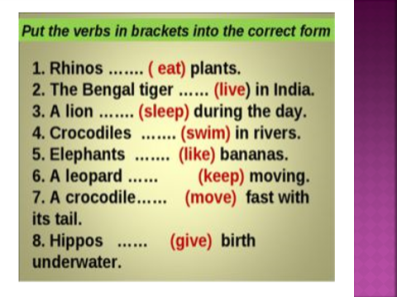 Put the verbs in brackets into the correct form
1. Rhinos ....... ( eat) plants.
2. The Bengal tiger ...... (live) in India.
3. A lion ....... (sleep) during the day.
4. Crocodiles ....... (swim) in rivers.
5. Elephants ....... (like) bananas.
6. A leopard ...... (keep) moving.
7. A crocodile...... (move) fast with
its tail.
8. Hippos ...... (give) birth
underwater.